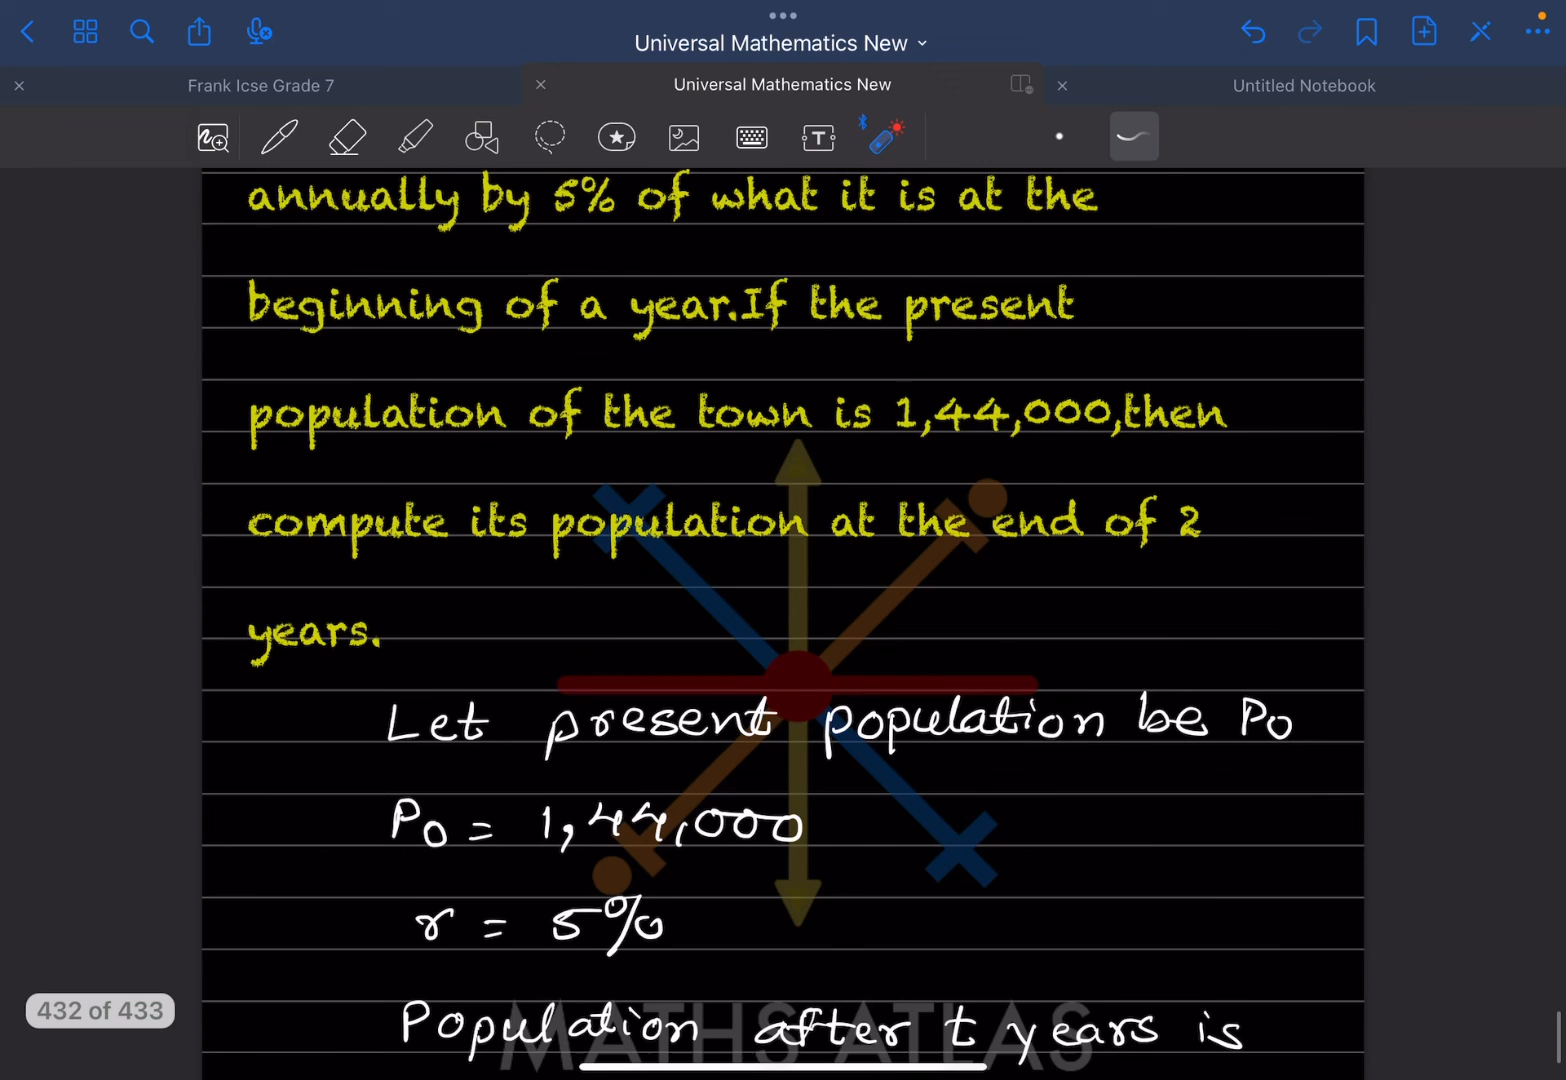 Universal Mathematics New
Frank Icse Grade 7
Universal Mathematics New
Untitled Notebook
T
annually by 5% of what it is at the
beginning of a year.If the present
population of the town is 1,44,000,then
compute its population at the end of 2
years.
Let present population be P0
P0 = 1,44,000
r = 5%
432 of 433
Population after t years is
MATHS ATLAS